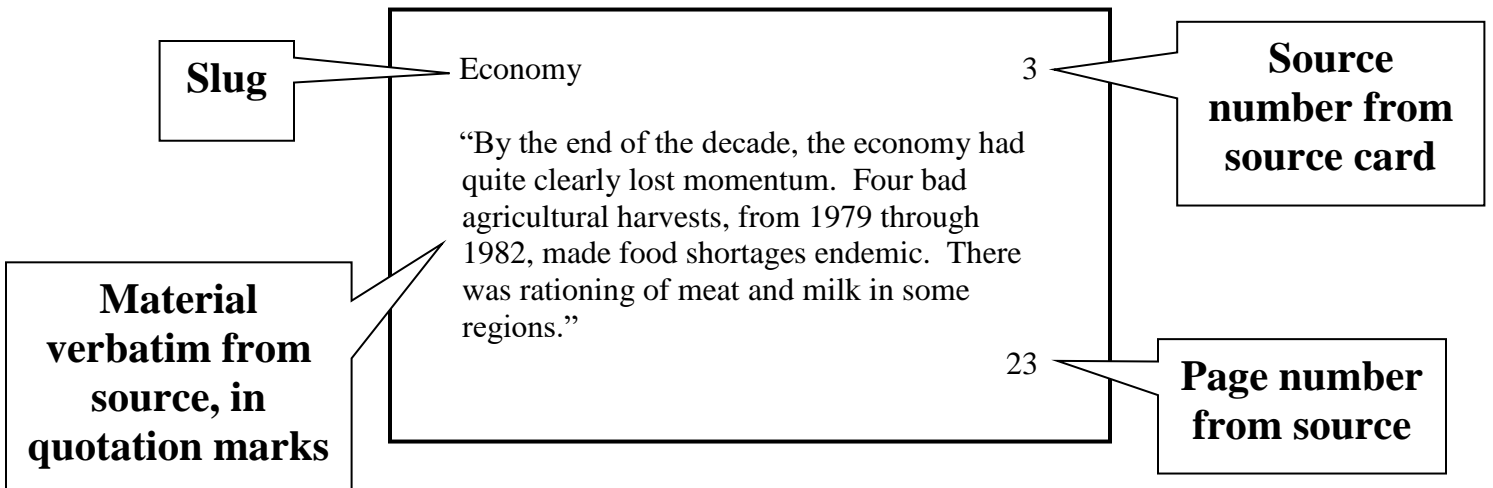 Slug
Economy
3
Source
number from
source card
“By the end of the decade, the economy had
quite clearly lost momentum.  Four bad
agricultural harvests, from 1979 through
1982, made food shortages endemic.  There
was rationing of meat and milk in some
regions.”
Material
verbatim from
source, in
quotation marks
23
Page number
from source